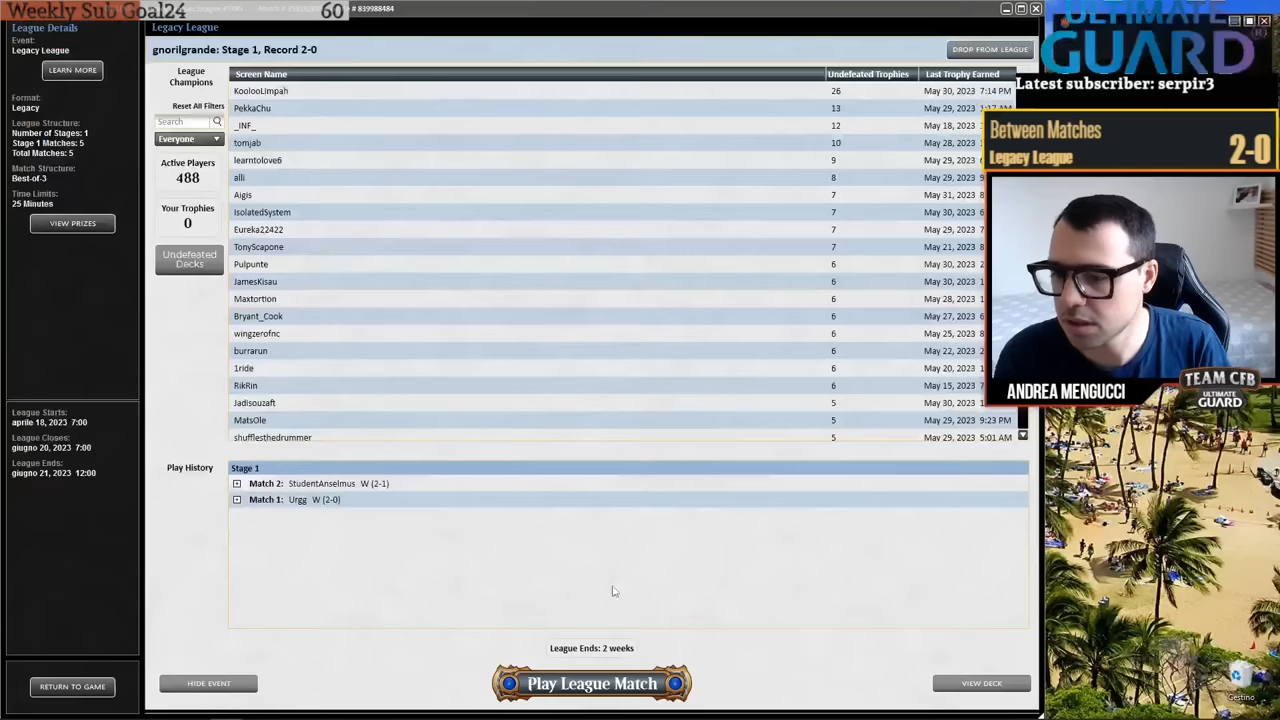 Weekly Sub Goal24 60
839988484
League Details
Event:
Legacy League
LEARN MORE
Format:
Legacy
League Structure:
Number of Stages: 1
Stage 1 Matches: 5
Total Matches: 5
Match Structure:
Best-of-3
Time Limits:
25 Minutes
VIEW PRIZES
League Starts:
aprile 18, 2023 7:00
League Closes:
giugno 20, 2023 7:00
League Ends:
giugno 21, 2023 12:00
RETURN TO GAME
Legacy League
gnorilgrande: Stage 1, Record 2-0
DROP FROM LEAGUE
League Champions
Reset All Filters
Search
Everyone
Active Players
488
Your Trophies
0
Undefeated Decks
Screen Name Undefeated Trophies Last Trophy Earned
KoolooLimpah 26 May 30, 2023 7:14 PM
PekkaChu 13 May 29, 2023 1:17 AM
_INF_ 12 May 18, 2023
tomjab 10 May 28, 2023
learntolove6 9 May 29, 2023
alli 8 May 29, 2023
Aigis 7 May 31, 2023
IsolatedSystem 7 May 30, 2023
Eureka22422 7 May 29, 2023
TonyScapone 7 May 21, 2023
Pulpunte 6 May 30, 2023
JamesKisau 6 May 30, 2023
Maxtortion 6 May 28, 2023
Bryant_Cook 6 May 27, 2023
wingzerofnc 6 May 25, 2023
burrarun 6 May 22, 2023
1ride 6 May 20, 2023
RikRin 6 May 15, 2023
Jadisouzaft 5 May 30, 2023
MatsOle 5 May 29, 2023 9:23 PM
shufflesthedrummer 5 May 29, 2023 5:01 AM
Play History
Stage 1
Match 2: StudentAnselmus W (2-1)
Match 1: Urgg W (2-0)
League Ends: 2 weeks
HIDE EVENT
Play League Match
VIEW DECK
ULTIMATE
GUARD
Latest subscriber: serpir3
Between Matches
Legacy League
2-0
ANDREA MENGUCCI
TEAM CFB
ULTIMATE
GUARD
Cestino